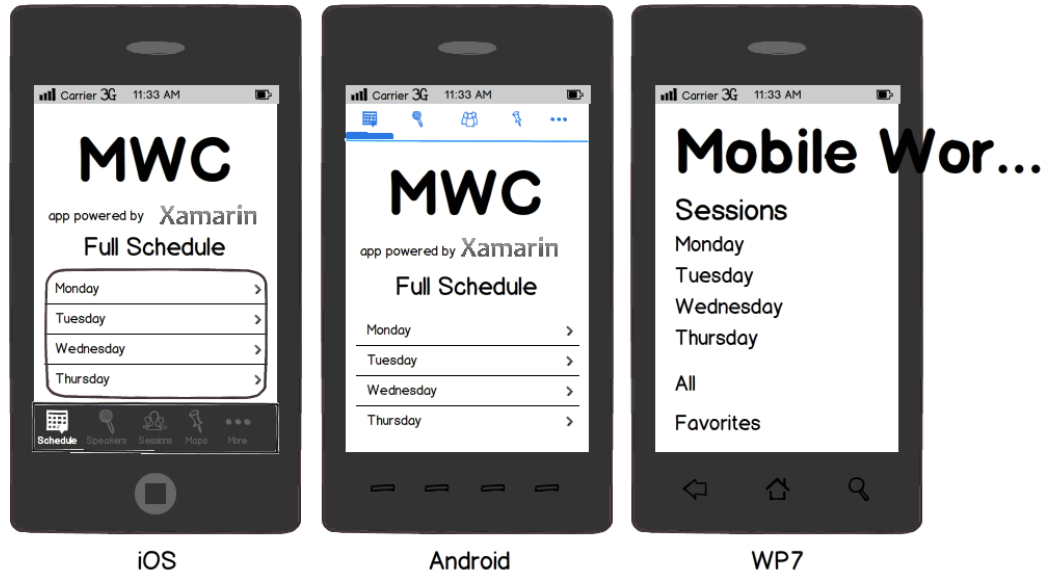 Carrier 3G 11:33 AM
MWC
app powered by Xamarin
Full Schedule
Monday
Tuesday
Wednesday
Thursday
Schedule Speakers Sessions Maps More
iOS
Carrier 3G 11:33 AM
MWC
app powered by Xamarin
Full Schedule
Monday
Tuesday
Wednesday
Thursday
Android
Carrier 3G 11:33 AM
Mobile Wor...
Sessions
Monday
Tuesday
Wednesday
Thursday
All
Favorites
WP7